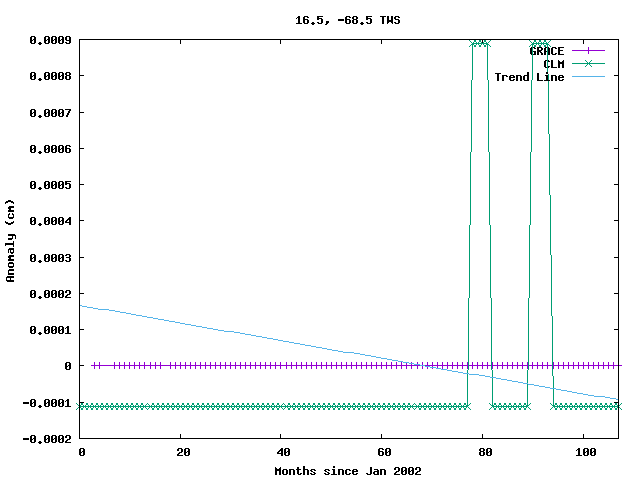 16.5, -68.5 TWS
0.0009
0.0008
0.0007
0.0006
0.0005
0.0004
0.0003
0.0002
0.0001
0
-0.0001
-0.0002
Anomaly (cm)
GRACE
CLM
Trend Line
0 20 40 60 80 100
Months since Jan 2002